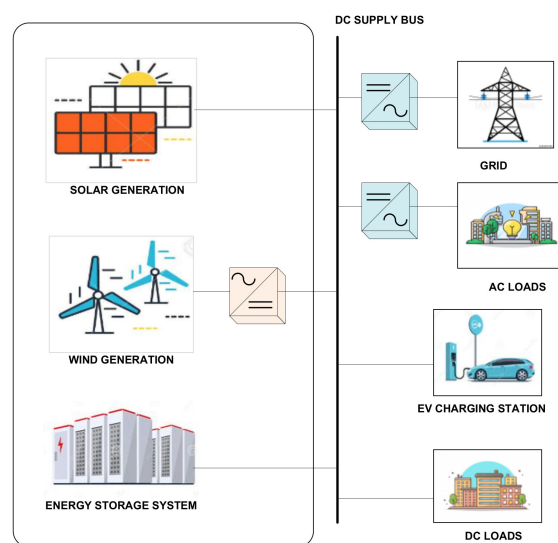 DC SUPPLY BUS
SOLAR GENERATION
GRID
AC LOADS
WIND GENERATION
EV CHARGING STATION
ENERGY STORAGE SYSTEM
DC LOADS